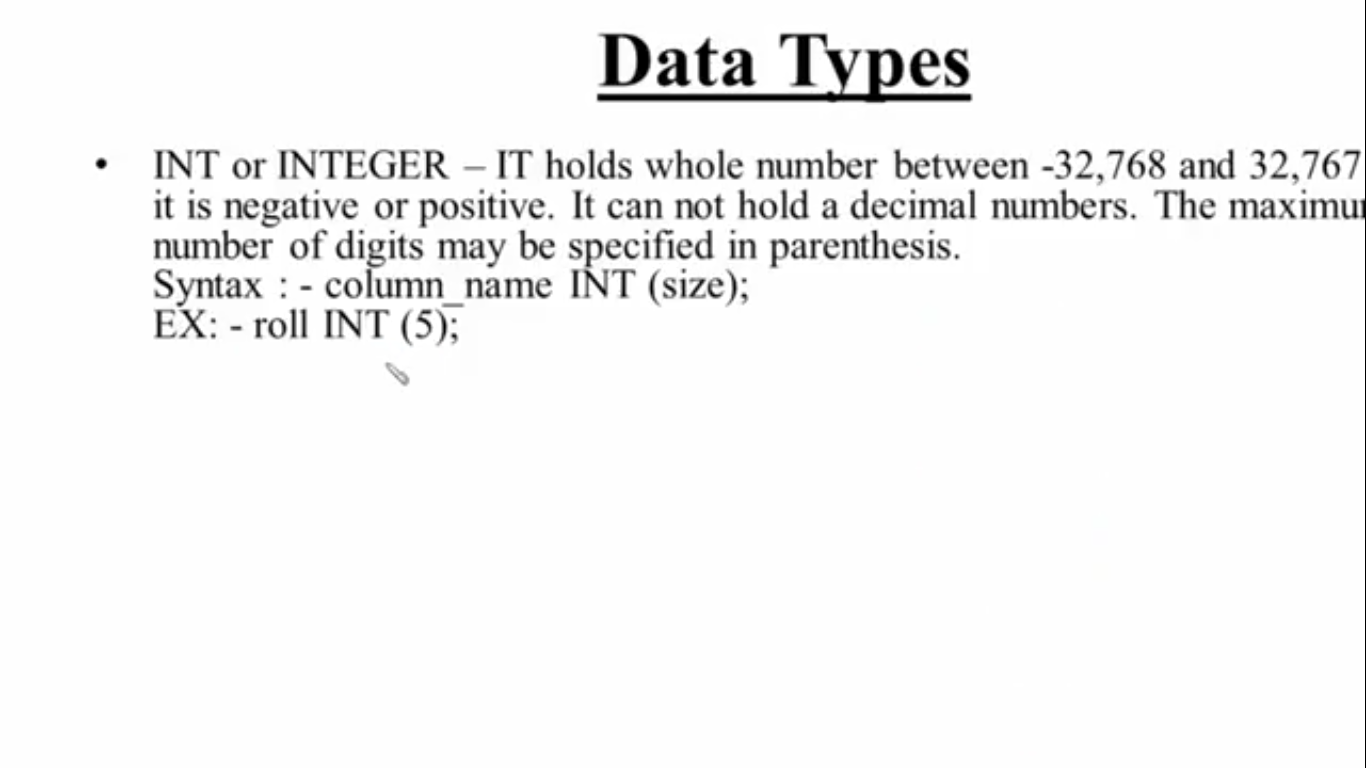 Data Types
• INT or INTEGER – IT holds whole number between -32,768 and 32,767
it is negative or positive. It can not hold a decimal numbers. The
number of digits may be specified in parenthesis.
Syntax : - column_name INT (size);
EX: - roll INT (5);